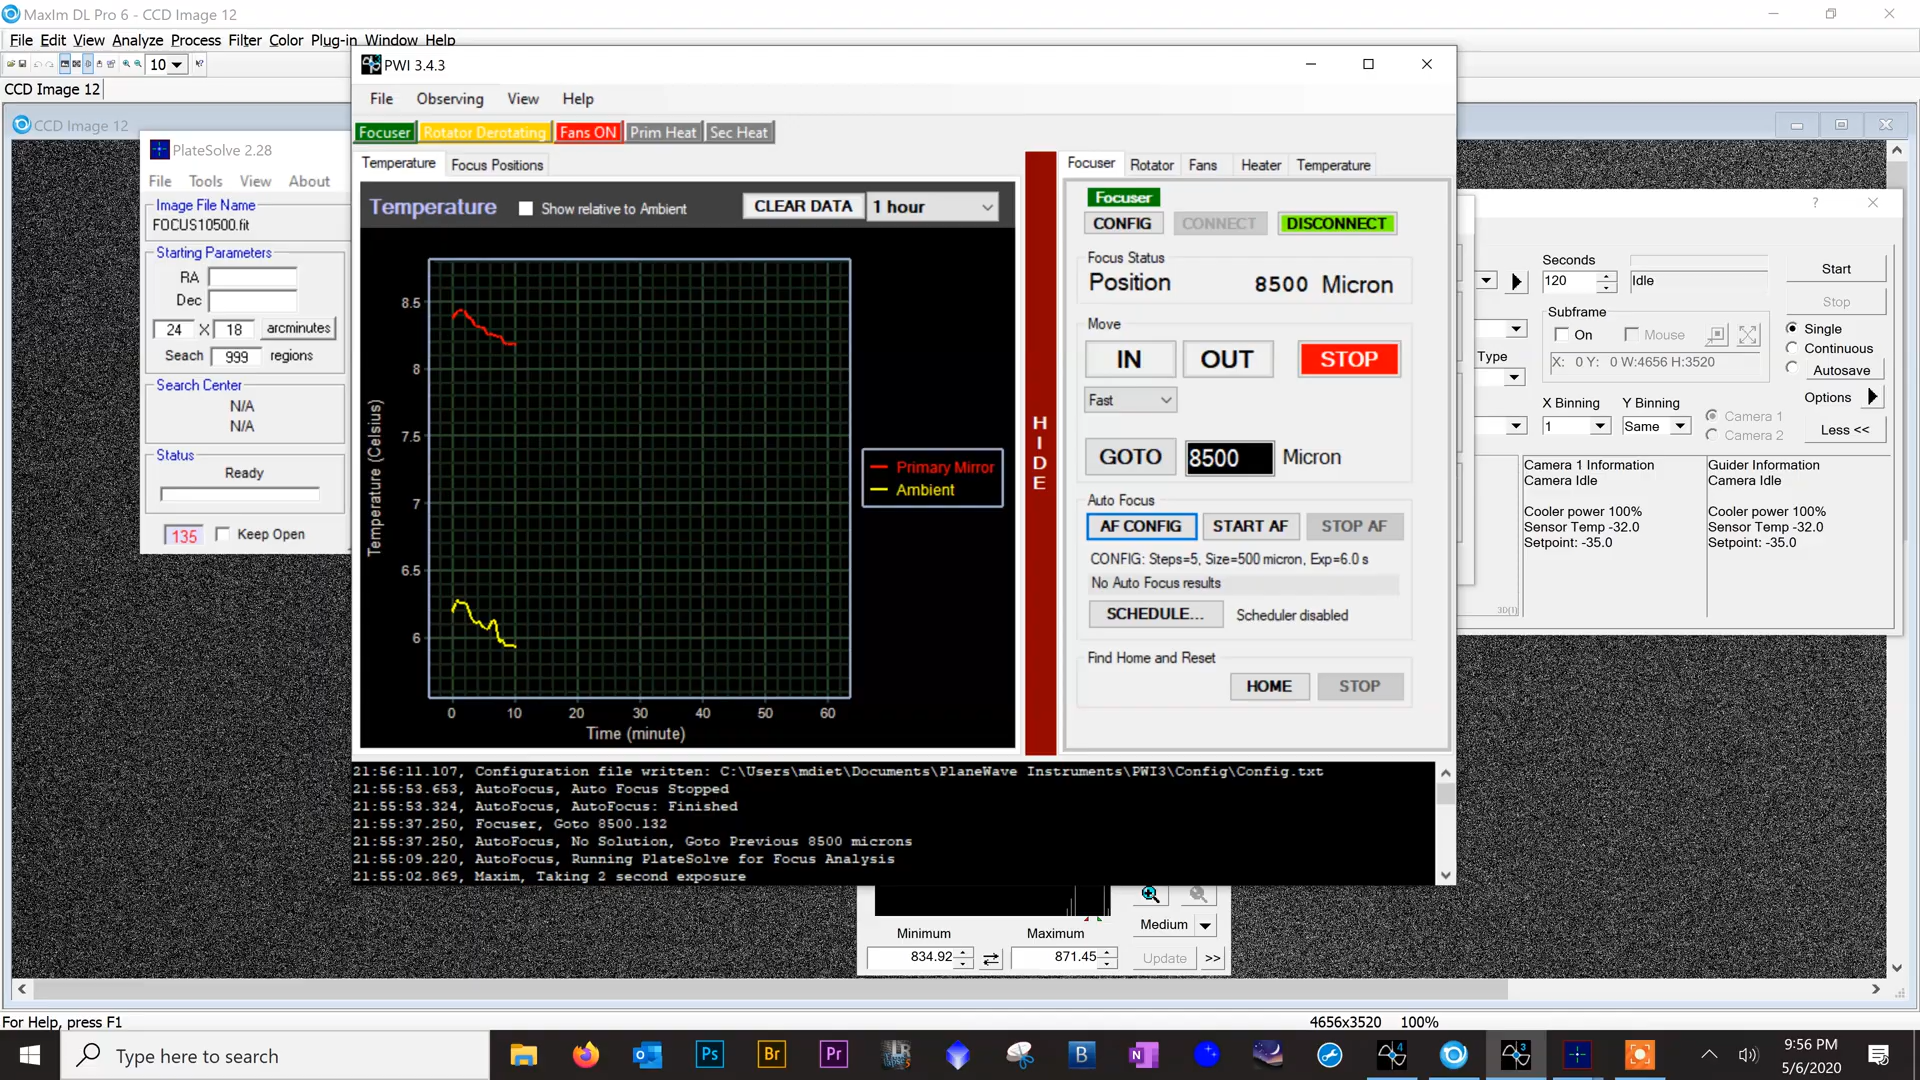 MaxIm DL Pro 6 - CCD Image 12
File Edit View Analyze Process Filter Color Plug-in Window Help
10
CCD Image 12
CCD Image 12
PlateSolve 2.28
File Tools View About
Image File Name
FOCUS10500.fit
Starting Parameters
RA
Dec
24 X 18 arcminutes
Seach 999 regions
Search Center
N/A
N/A
Status
Ready
135 Keep Open
PWI 3.4.3
File Observing View Help
Focuser Rotator Derotating Fans ON Prim Heat Sec Heat
Temperature Focus Positions
Temperature Show relative to Ambient CLEAR DATA 1 hour
8.5
8
7.5
7
6.5
6
Temperature (Celsius)
0 10 20 30 40 50 60
Time (minute)
Primary Mirror
Ambient
HIDE
Focuser Rotator Fans Heater Temperature
Focuser
CONFIG CONNECT DISCONNECT
Focus Status
Position 8500 Micron
Move
IN OUT STOP
Fast
GOTO 8500 Micron
Auto Focus
AF CONFIG START AF STOP AF
CONFIG: Steps=5, Size=500 micron, Exp=6.0 s
No Auto Focus results
SCHEDULE... Scheduler disabled
Find Home and Reset
HOME STOP
21:56:11.107, Configuration file written: C:\Users\mdiet\Documents\PlaneWave Instruments\PWI3\Config\Config.txt
21:55:53.653, AutoFocus, Auto Focus Stopped
21:55:53.324, AutoFocus, AutoFocus: Finished
21:55:37.250, Focuser, Goto 8500.132
21:55:37.250, AutoFocus, No Solution, Goto Previous 8500 microns
21:55:09.220, AutoFocus, Running PlateSolve for Focus Analysis
21:55:02.869, Maxim, Taking 2 second exposure
?
Seconds
120 Idle
Start
Stop
Subframe
On Mouse
X: 0 Y: 0 W:4656 H:3520
Type
Single
Continuous
Autosave
Options
X Binning Y Binning
1 Same
Camera 1
Camera 2
Less <<
Camera 1 Information
Camera Idle
Cooler power 100%
Sensor Temp -32.0
Setpoint: -35.0
Guider Information
Camera Idle
Cooler power 100%
Sensor Temp -32.0
Setpoint: -35.0
Minimum Maximum Medium
834.92 871.45 Update >>
For Help, press F1
4656x3520 100%
Type here to search
Ps Br Pr LR B N 4 3
9:56 PM
5/6/2020